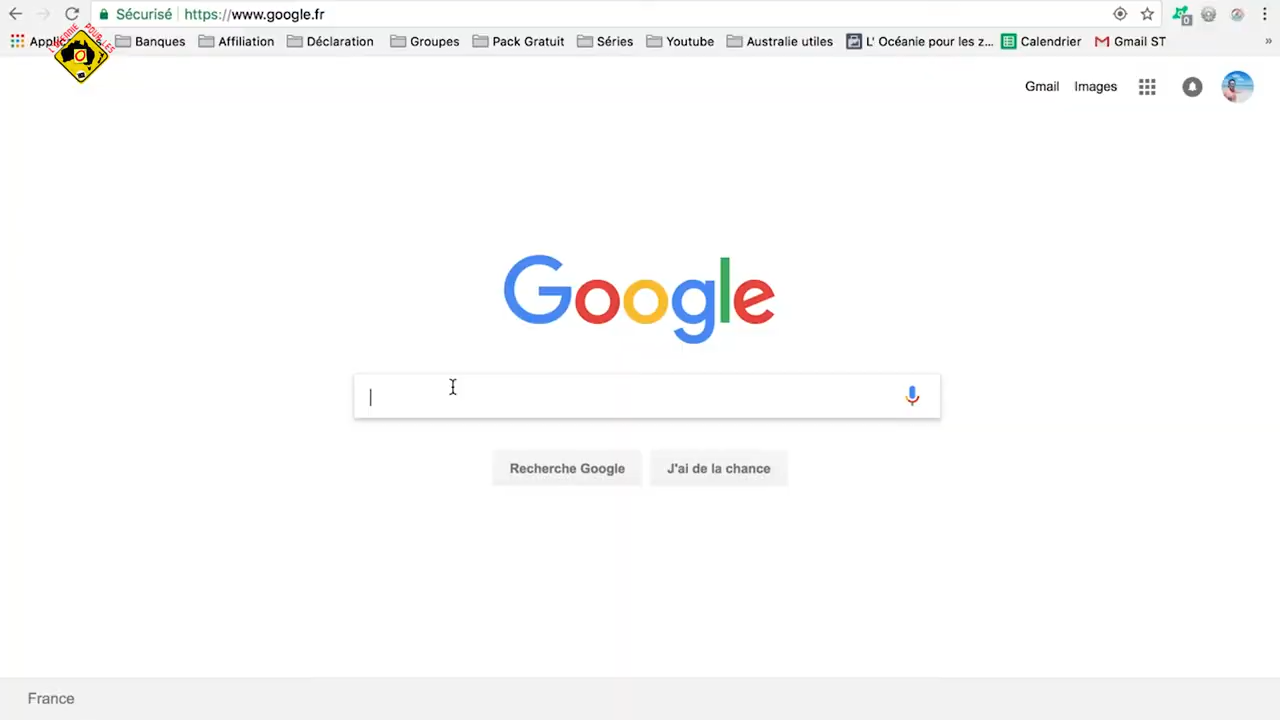 Sécurisé https://www.google.fr
Banques Affiliation Déclaration Groupes Pack Gratuit Séries Youtube Australie utiles L' Océanie pour les z... Calendrier Gmail ST »
Gmail Images
Google
Recherche Google J'ai de la chance
France